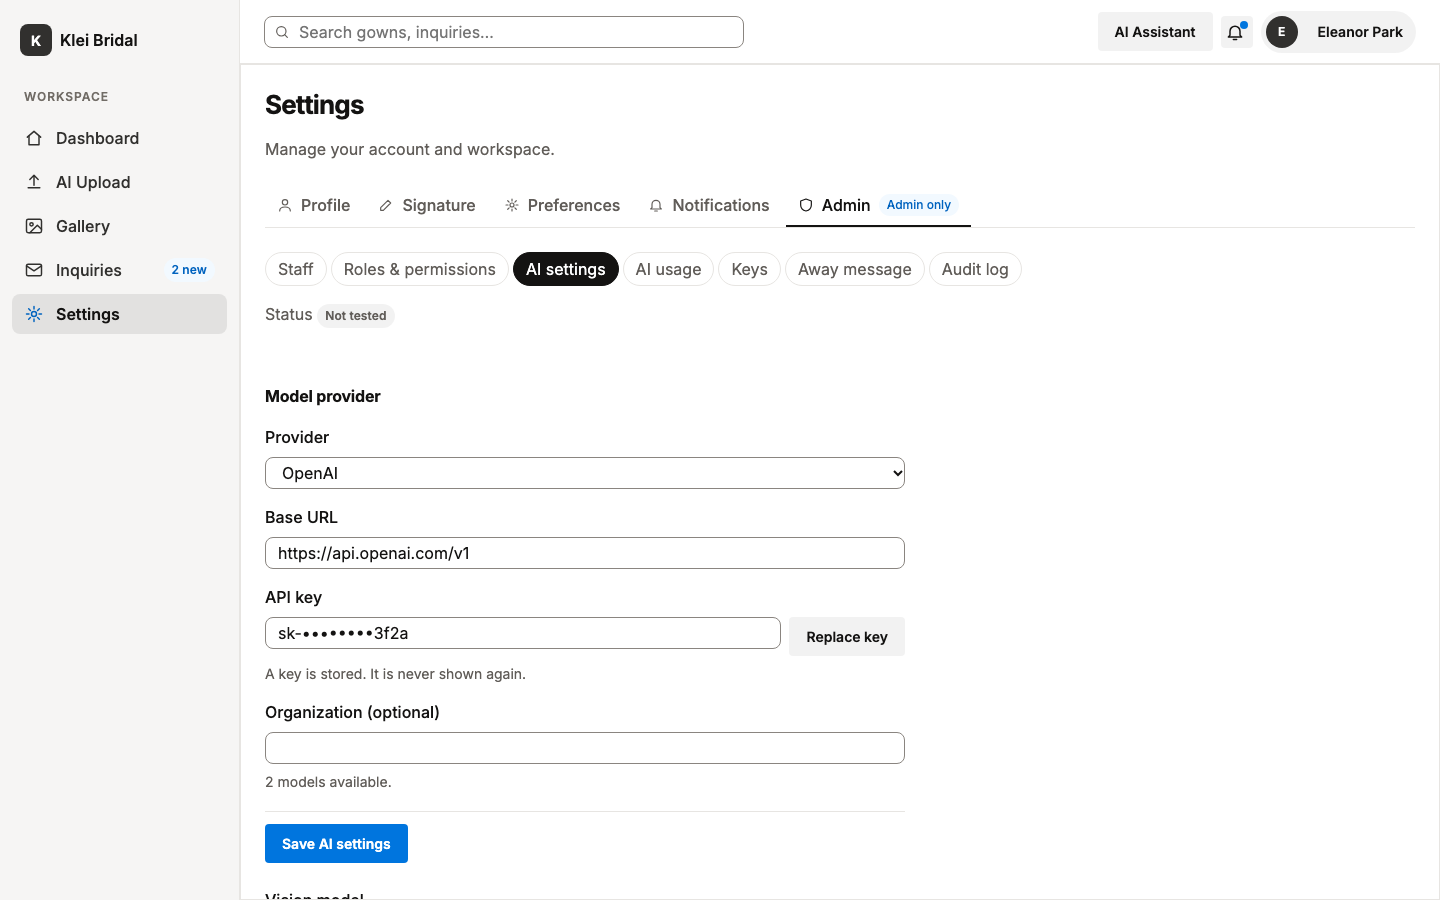 K Klei Bridal
Search gowns, inquiries...
AI Assistant
E
Eleanor Park
WORKSPACE
Dashboard
AI Upload
Gallery
Inquiries 2 new
Settings
Settings
Manage your account and workspace.
Profile
Signature
Preferences
Notifications
Admin Admin only
Staff
Roles & permissions
AI settings
AI usage
Keys
Away message
Audit log
Status Not tested
Model provider
Provider
OpenAI
Base URL
https://api.openai.com/v1
API key
sk-••••••••3f2a
Replace key
A key is stored. It is never shown again.
Organization (optional)
2 models available.
Save AI settings
Vision model